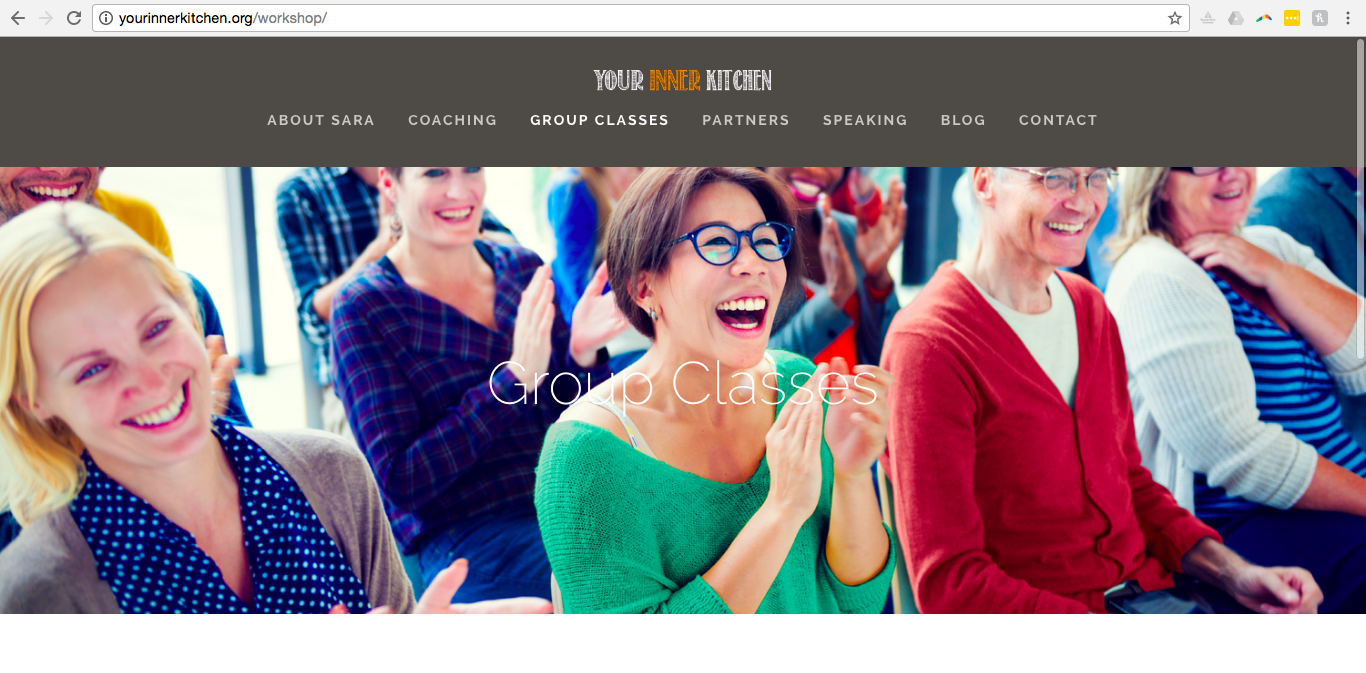 yourinnerkitchen.org/workshop/
YOUR INNER KITCHEN
ABOUT SARA COACHING GROUP CLASSES PARTNERS SPEAKING BLOG CONTACT
Group Classes